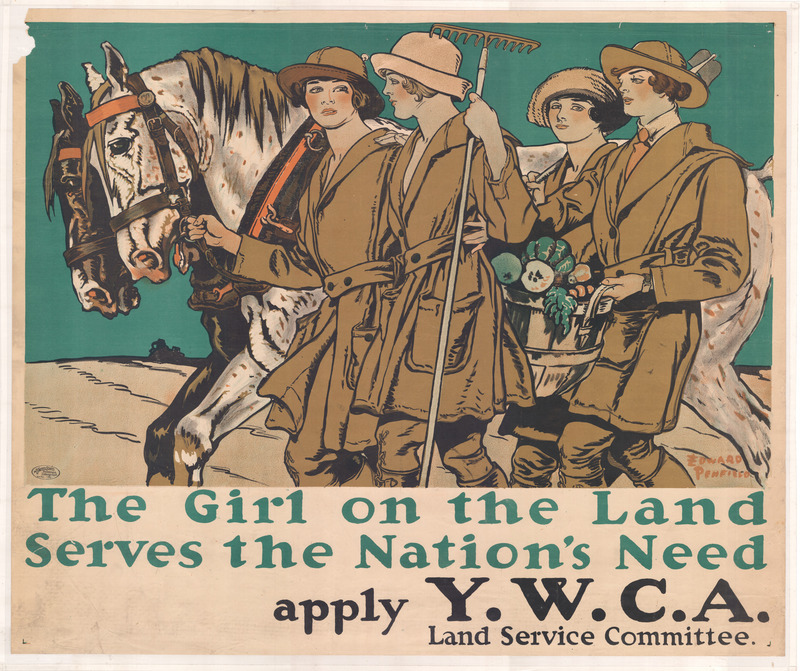 EDWARD
PENFIELD
The Girl on the Land
Serves the Nation's Need
apply Y.W.C.A.
Land Service Committee.